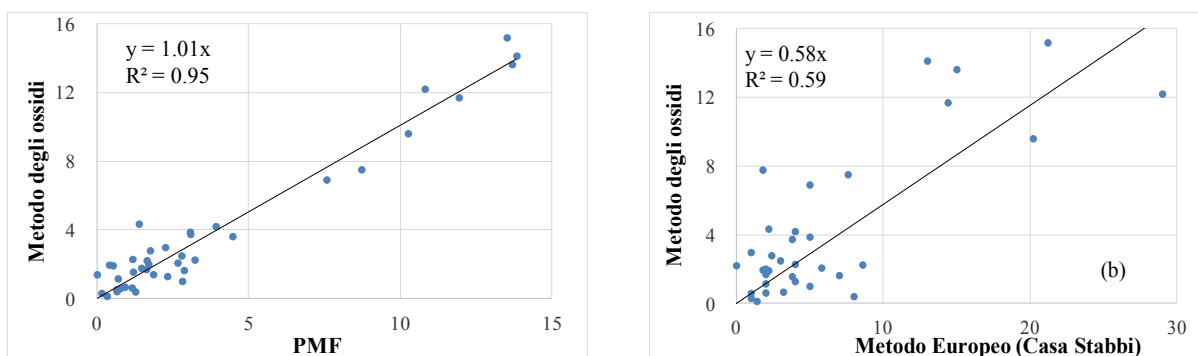 16
12
8
4
0
Metodo degli ossidi
y = 1.01x
R² = 0.95
0 5 10 15
PMF
16
12
8
4
0
Metodo degli ossidi
y = 0.58x
R² = 0.59
(b)
0 10 20 30
Metodo Europeo (Casa Stabbi)